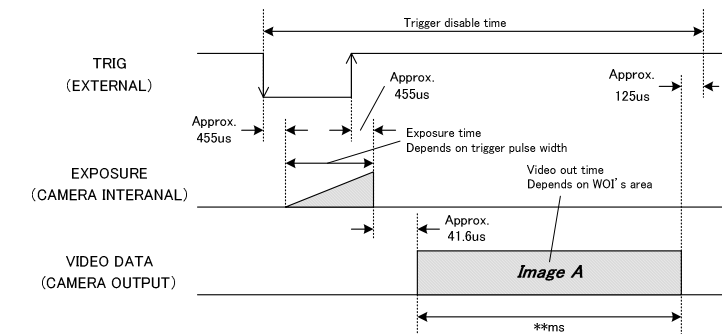 Trigger disable time
TRIG
(EXTERNAL)
Approx.
455us
Approx.
125us
Approx.
455us
Exposure time
Depends on trigger pulse width
EXPOSURE
(CAMERA INTERANAL)
Video out time
Depends on WOI's area
Approx.
41.6us
VIDEO DATA
(CAMERA OUTPUT)
Image A
**ms